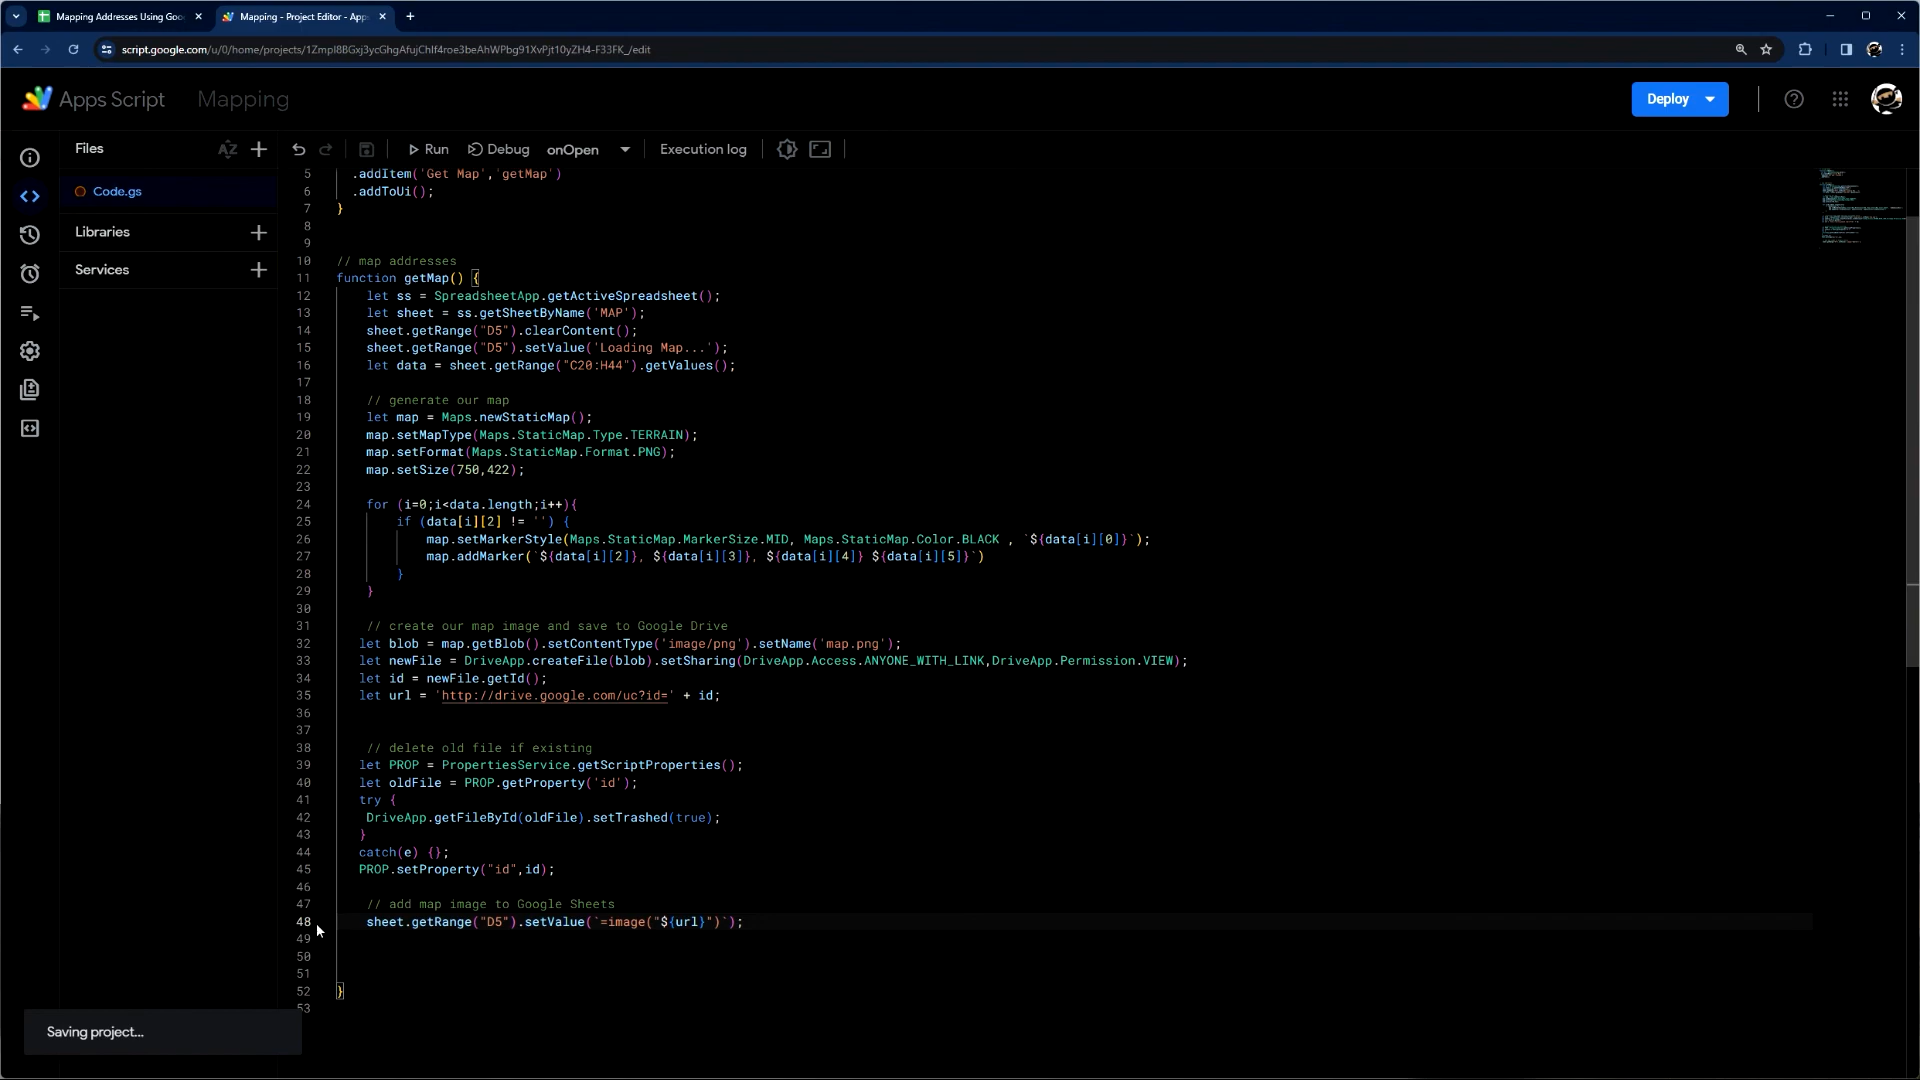 Mapping Addresses Using Goo
Mapping - Project Editor - App
script.google.com/u/0/home/projects/1Zmpl8BGxj3ycGhgAfujChIf4roe3beAhWPbg91XvPjt10yZH4-F33FK_/edit
Apps Script
Mapping
Deploy
Files
Run
Debug
onOpen
Execution log
Code.gs
Libraries
Services
5 .addItem('Get Map','getMap')
6 .addToUi();
7 }
8
9
10 // map addresses
11 function getMap() {
12 let ss = SpreadsheetApp.getActiveSpreadsheet();
13 let sheet = ss.getSheetByName('MAP');
14 sheet.getRange("D5").clearContent();
15 sheet.getRange("D5").setValue('Loading Map...');
16 let data = sheet.getRange("C20:H44").getValues();
17
18 // generate our map
19 let map = Maps.newStaticMap();
20 map.setMapType(Maps.StaticMap.Type.TERRAIN);
21 map.setFormat(Maps.StaticMap.Format.PNG);
22 map.setSize(750,422);
23
24 for (i=0;i<data.length;i++){
25 if (data[i][2] != '') {
26 map.setMarkerStyle(Maps.StaticMap.MarkerSize.MID, Maps.StaticMap.Color.BLACK , `${data[i][0]}`);
27 map.addMarker(`${data[i][2]}, ${data[i][3]}, ${data[i][4]} ${data[i][5]}`)
28 }
29 }
30
31 // create our map image and save to Google Drive
32 let blob = map.getBlob().setContentType('image/png').setName('map.png');
33 let newFile = DriveApp.createFile(blob).setSharing(DriveApp.Access.ANYONE_WITH_LINK,DriveApp.Permission.VIEW);
34 let id = newFile.getId();
35 let url = 'http://drive.google.com/uc?id=' + id;
36
37
38 // delete old file if existing
39 let PROP = PropertiesService.getScriptProperties();
40 let oldFile = PROP.getProperty('id');
41 try {
42 DriveApp.getFileById(oldFile).setTrashed(true);
43 }
44 catch(e) {};
45 PROP.setProperty("id",id);
46
47 // add map image to Google Sheets
48 sheet.getRange("D5").setValue(`=image("${url}")`);
49
50
51
52 }
53
Saving project...